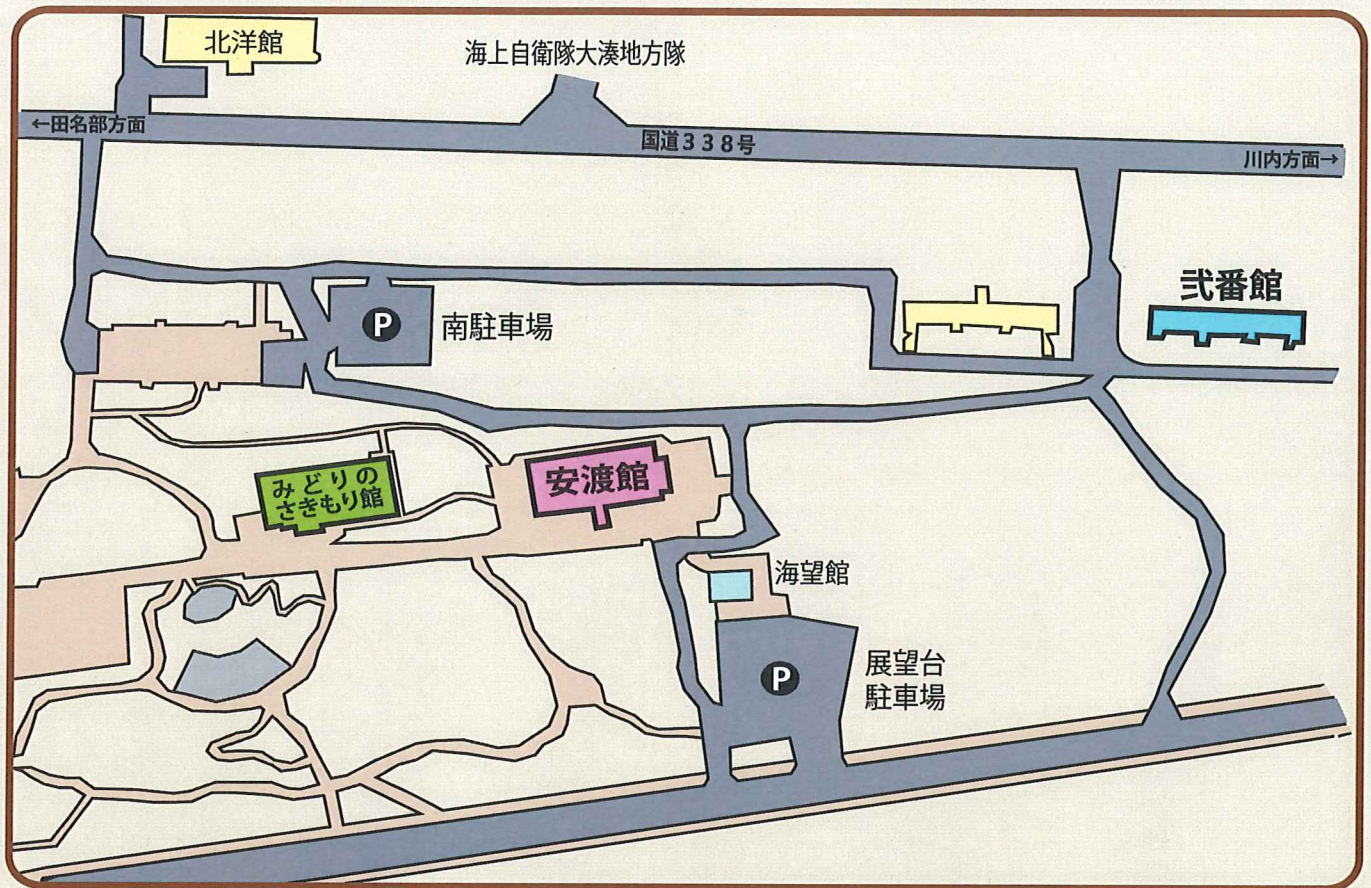 北洋館
海上自衛隊大湊地方隊
←田名部方面
国道338号
川内方面→
弐番館
P
南駐車場
みどりの
さきもり館
安渡館
海望館
P
展望台
駐車場